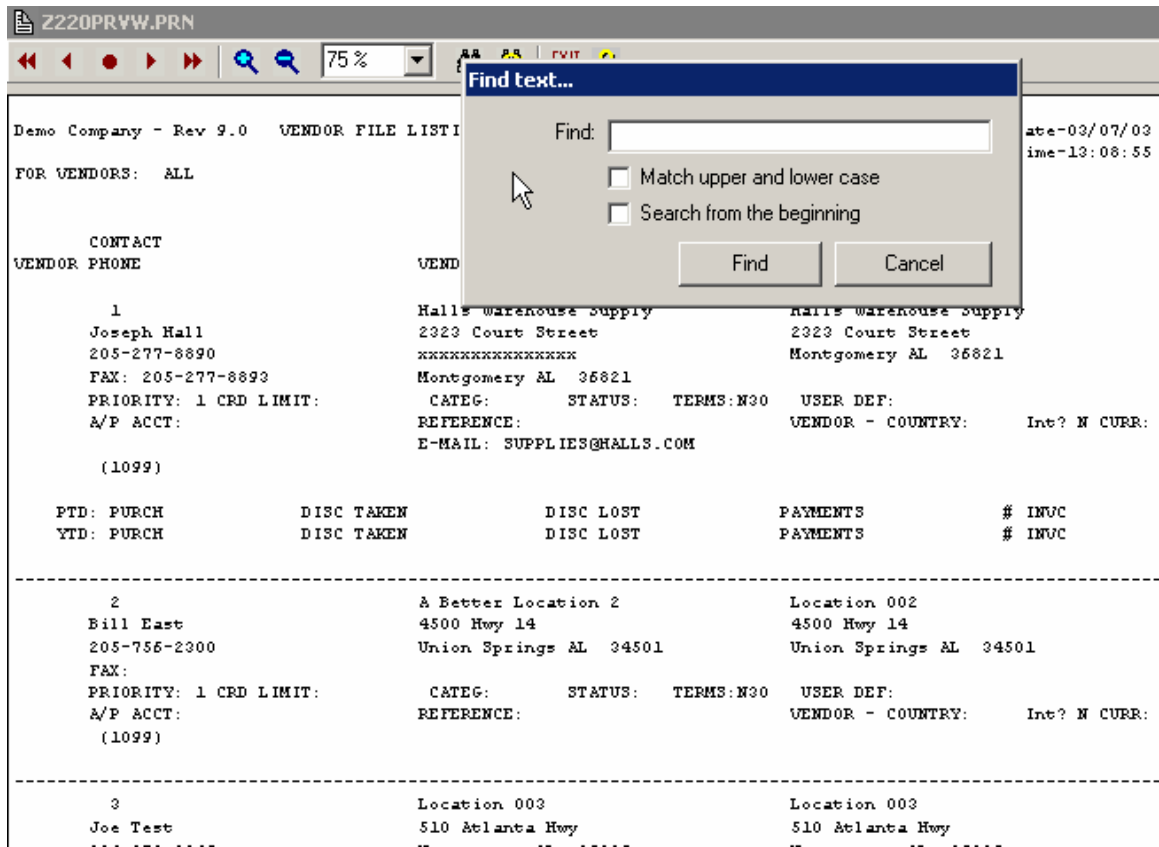 Z220PRVW.PRN
75 %
EXIT
Find text...
Find:
Match upper and lower case
Search from the beginning
Find Cancel
Demo Company - Rev 9.0 VENDOR FILE LISTI ate-03/07/03
ime-13:08:55
FOR VENDORS: ALL
CONTACT
VENDOR PHONE VEND
1 Halls Warehouse Supply Halls Warehouse Supply
Joseph Hall 2323 Court Street 2323 Court Street
205-277-8890 xxxxxxxxxxxxxxx Montgomery AL 36821
FAX: 205-277-8893 Montgomery AL 36821
PRIORITY: 1 CRD LIMIT: CATEG: STATUS: TERMS:N30 USER DEF:
A/P ACCT: REFERENCE: VENDOR - COUNTRY: Int? N CURR:
E-MAIL: SUPPLIES@HALLS.COM
(1099)
PTD: PURCH DISC TAKEN DISC LOST PAYMENTS # INVC
YTD: PURCH DISC TAKEN DISC LOST PAYMENTS # INVC
2 A Better Location 2 Location 002
Bill East 4500 Hwy 14 4500 Hwy 14
205-756-2300 Union Springs AL 34501 Union Springs AL 34501
FAX:
PRIORITY: 1 CRD LIMIT: CATEG: STATUS: TERMS:N30 USER DEF:
A/P ACCT: REFERENCE: VENDOR - COUNTRY: Int? N CURR:
(1099)
3 Location 003 Location 003
Joe Test 510 Atlanta Hwy 510 Atlanta Hwy